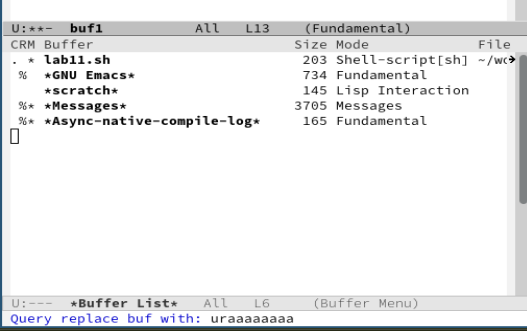 U:**- buf1 All L13 (Fundamental)
CRM Buffer Size Mode File
. * lab11.sh 203 Shell-script[sh] ~/wo
% *GNU Emacs* 734 Fundamental
*scratch* 145 Lisp Interaction
%* *Messages* 3705 Messages
%* *Async-native-compile-log* 165 Fundamental
U:--- *Buffer List* All L6 (Buffer Menu)
Query replace buf with: uraaaaaaaa